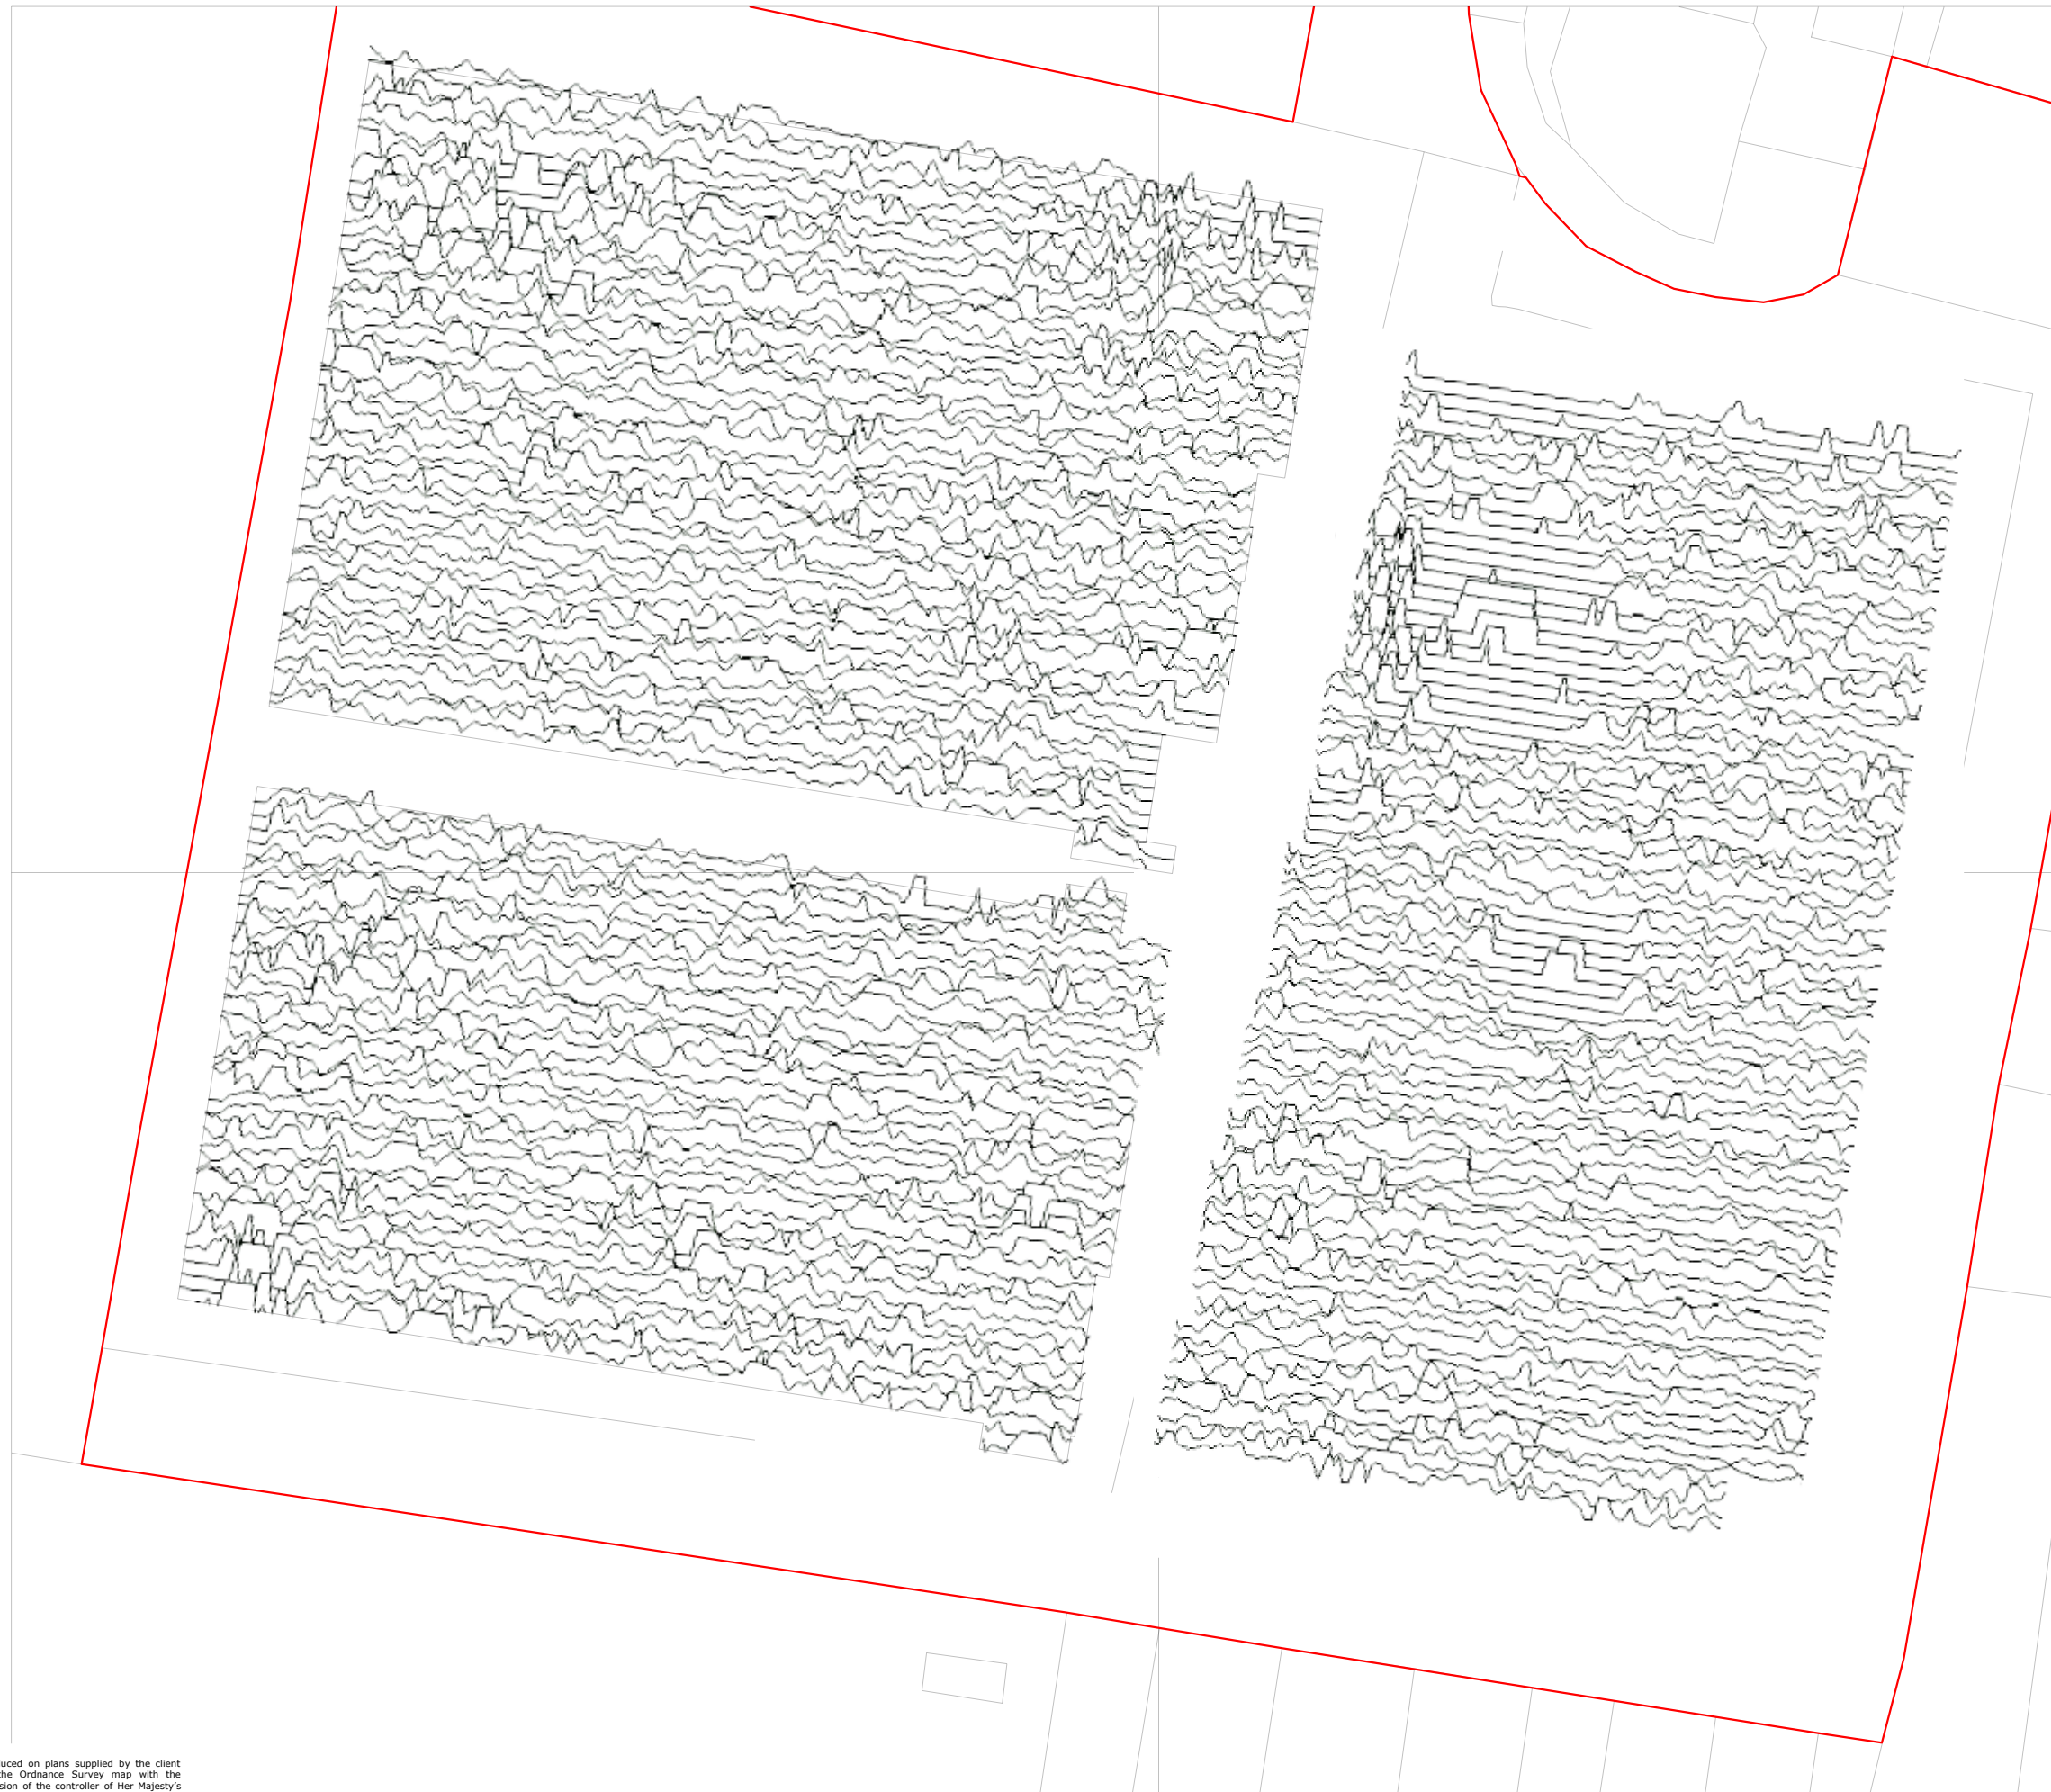 uced on plans supplied by the client
the Ordnance Survey map with the
sion of the controller of Her Majesty's